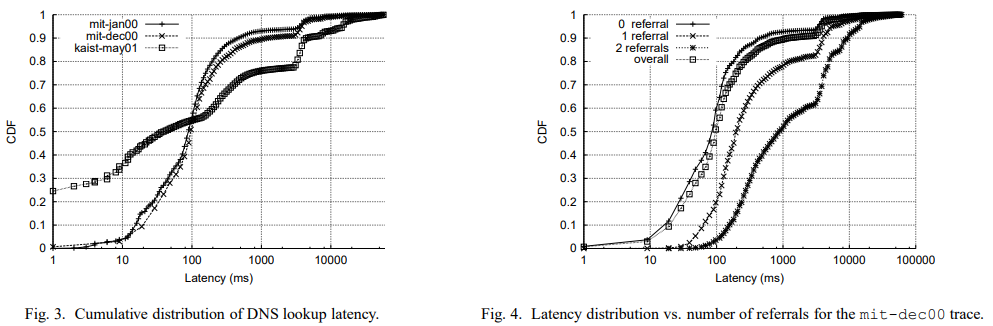 1
0.9
0.8
0.7
0.6
0.5
0.4
0.3
0.2
0.1
0
CDF
mit-jan00
mit-dec00
kaist-may01
1 10 100 1000 10000
Latency (ms)
Fig. 3. Cumulative distribution of DNS lookup latency.
1
0.9
0.8
0.7
0.6
0.5
0.4
0.3
0.2
0.1
0
CDF
0 referral
1 referral
2 referrals
overall
1 10 100 1000 10000 100000
Latency (ms)
Fig. 4. Latency distribution vs. number of referrals for the mit-dec00 trace.